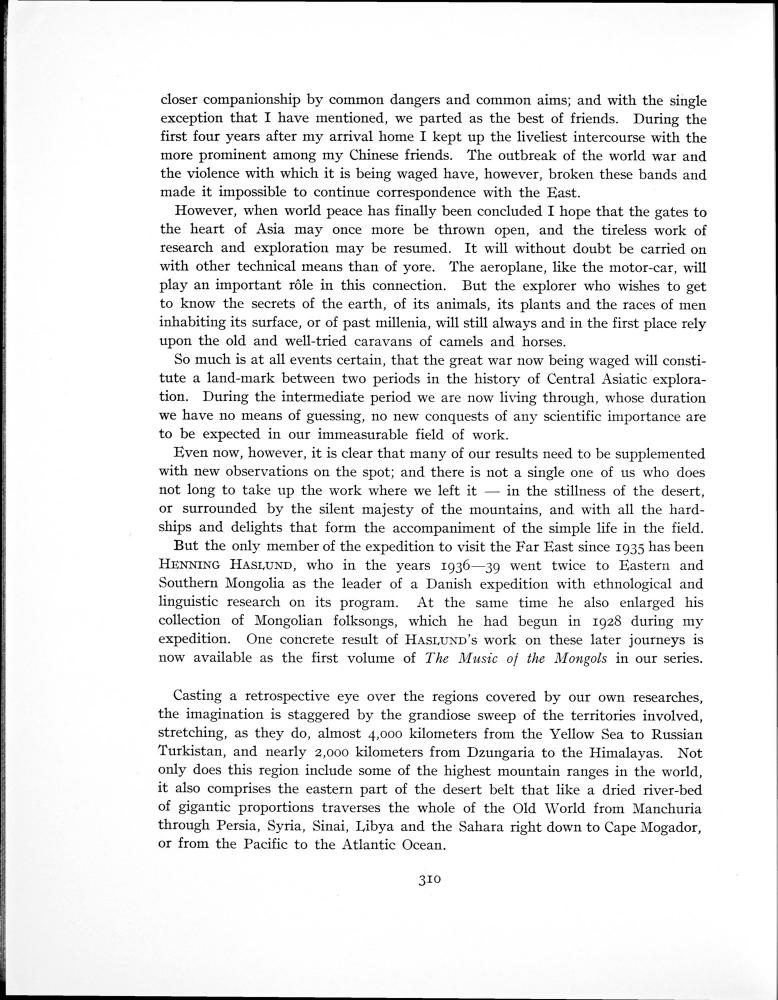 closer companionship by common dangers and common aims; and with the single
exception that I have mentioned, we parted as the best of friends. During the
first four years after my arrival home I kept up the liveliest intercourse with the
more prominent among my Chinese friends. The outbreak of the world war and
the violence with which it is being waged have, however, broken these bands and
made it impossible to continue correspondence with the East.
However, when world peace has finally been concluded I hope that the gates to
the heart of Asia may once more be thrown open, and the tireless work of
research and exploration may be resumed. It will without doubt be carried on
with other technical means than of yore. The aeroplane, like the motor-car, will
play an important rôle in this connection. But the explorer who wishes to get
to know the secrets of the earth, of its animals, its plants and the races of men
inhabiting its surface, or of past millenia, will still always and in the first place rely
upon the old and well-tried caravans of camels and horses.
So much is at all events certain, that the great war now being waged will consti-
tute a land-mark between two periods in the history of Central Asiatic explora-
tion. During the intermediate period we are now living through, whose duration
we have no means of guessing, no new conquests of any scientific importance are
to be expected in our immeasurable field of work.
Even now, however, it is clear that many of our results need to be supplemented
with new observations on the spot; and there is not a single one of us who does
not long to take up the work where we left it — in the stillness of the desert,
or surrounded by the silent majesty of the mountains, and with all the hard-
ships and delights that form the accompaniment of the simple life in the field.
But the only member of the expedition to visit the Far East since 1935 has been
HENNING HASLUND, who in the years 1936—39 went twice to Eastern and
Southern Mongolia as the leader of a Danish expedition with ethnological and
linguistic research on its program. At the same time he also enlarged his
collection of Mongolian folksongs, which he had begun in 1928 during my
expedition. One concrete result of HASLUND'S work on these later journeys is
now available as the first volume of The Music of the Mongols in our series.
Casting a retrospective eye over the regions covered by our own researches,
the imagination is staggered by the grandiose sweep of the territories involved,
stretching, as they do, almost 4,000 kilometers from the Yellow Sea to Russian
Turkistan, and nearly 2,000 kilometers from Dzungaria to the Himalayas. Not
only does this region include some of the highest mountain ranges in the world,
it also comprises the eastern part of the desert belt that like a dried river-bed
of gigantic proportions traverses the whole of the Old World from Manchuria
through Persia, Syria, Sinai, Libya and the Sahara right down to Cape Mogador,
or from the Pacific to the Atlantic Ocean.
310